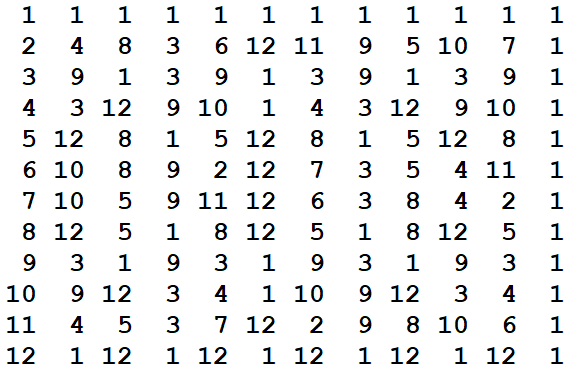 1 1 1 1 1 1 1 1 1 1 1 1
2 4 8 3 6 12 11 9 5 10 7 1
3 9 1 3 9 1 3 9 1 3 9 1
4 3 12 9 10 1 4 3 12 9 10 1
5 12 8 1 5 12 8 1 5 12 8 1
6 10 8 9 2 12 7 3 5 4 11 1
7 10 5 9 11 12 6 3 8 4 2 1
8 12 5 1 8 12 5 1 8 12 5 1
9 3 1 9 3 1 9 3 1 9 3 1
10 9 12 3 4 1 10 9 12 3 4 1
11 4 5 3 7 12 2 9 8 10 6 1
12 1 12 1 12 1 12 1 12 1 12 1